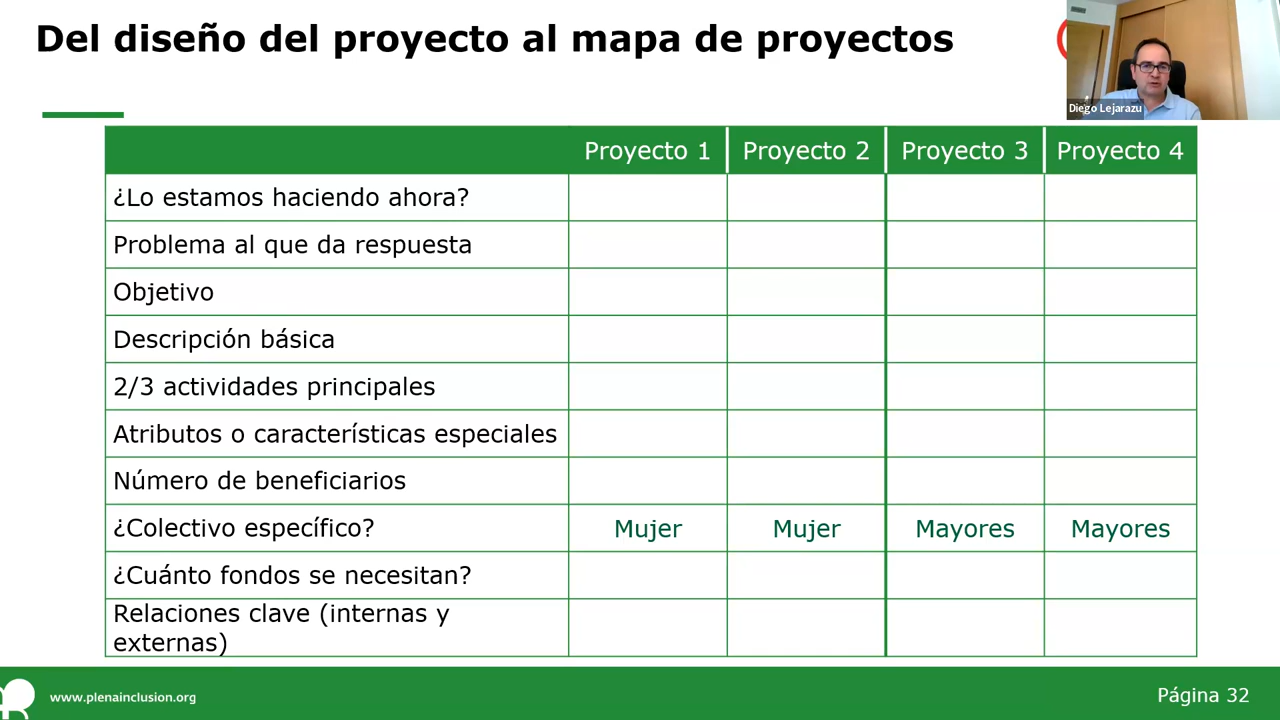 Del diseño del proyecto al mapa de proyectos
Diego Lejarazu
Proyecto 1 Proyecto 2 Proyecto 3 Proyecto 4
¿Lo estamos haciendo ahora?
Problema al que da respuesta
Objetivo
Descripción básica
2/3 actividades principales
Atributos o características especiales
Número de beneficiarios
¿Colectivo específico? Mujer Mujer Mayores Mayores
¿Cuánto fondos se necesitan?
Relaciones clave (internas y
externas)
www.plenainclusion.org
Página 32